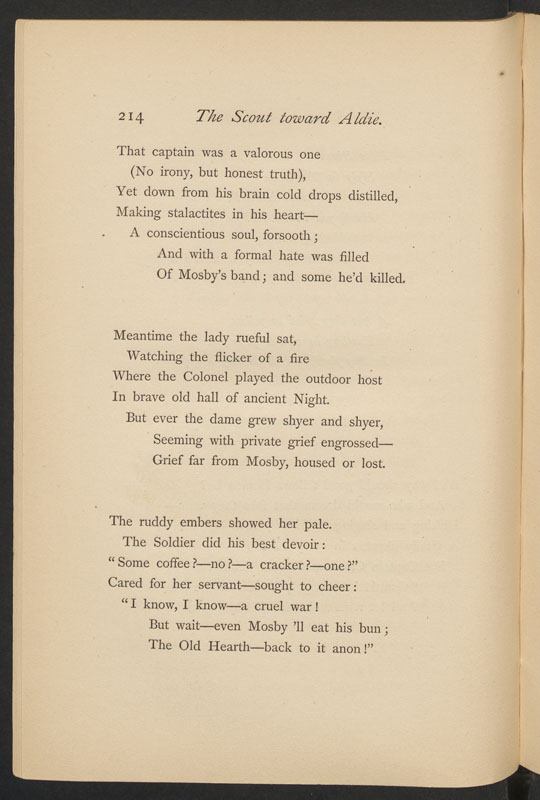 214 The Scout toward Aldie.
That captain was a valorous one
(No irony, but honest truth),
Yet down from his brain cold drops distilled,
Making stalactites in his heart—
A conscientious soul, forsooth;
And with a formal hate was filled
Of Mosby's band; and some he'd killed.
Meantime the lady rueful sat,
Watching the flicker of a fire
Where the Colonel played the outdoor host
In brave old hall of ancient Night.
But ever the dame grew shyer and shyer,
Seeming with private grief engrossed—
Grief far from Mosby, housed or lost.
The ruddy embers showed her pale.
The Soldier did his best devoir:
"Some coffee?—no?—a cracker?—one?"
Cared for her servant—sought to cheer:
"I know, I know—a cruel war!
But wait—even Mosby 'll eat his bun;
The Old Hearth—back to it anon!"